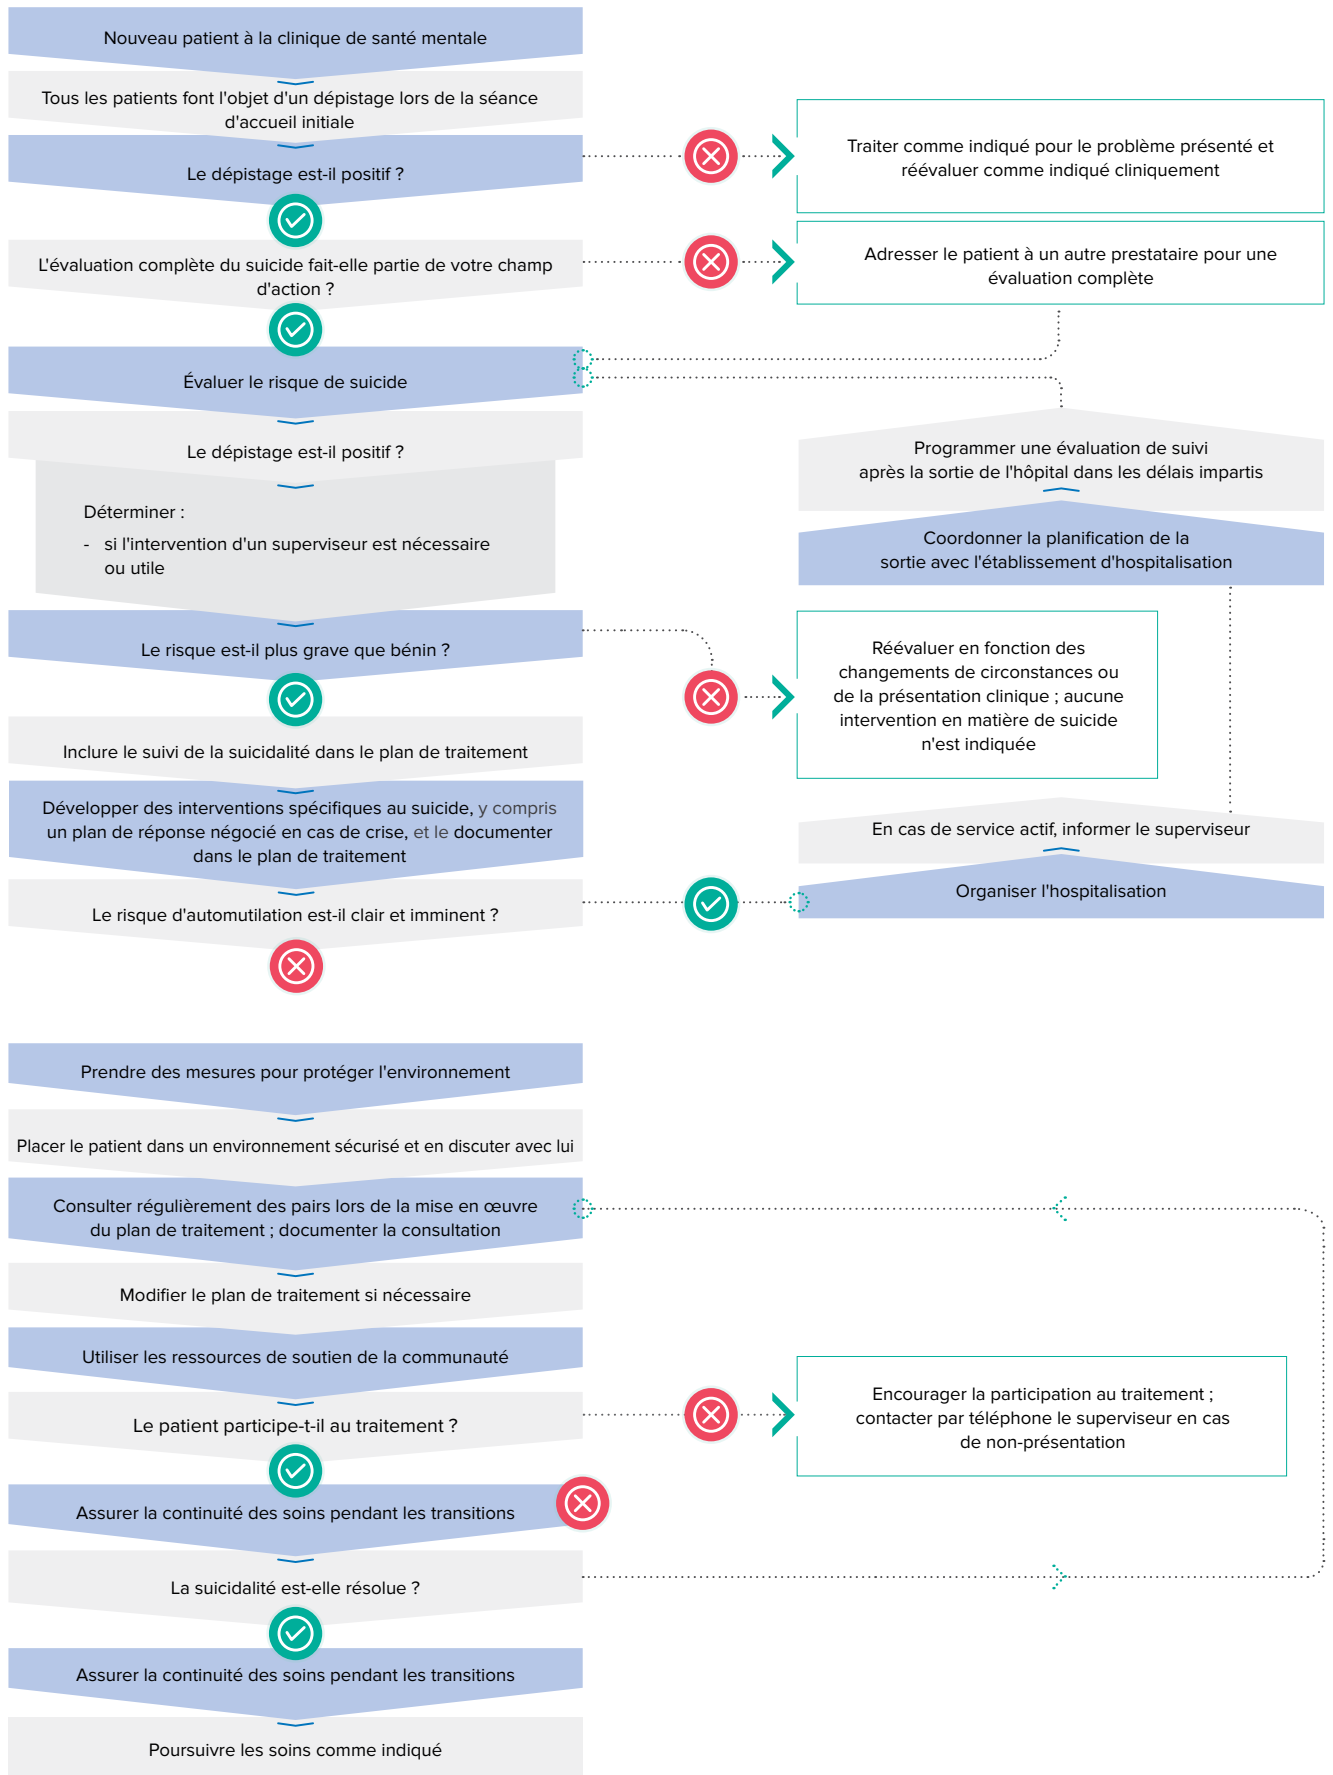 Nouveau patient à la clinique de santé mentale
Tous les patients font l'objet d'un dépistage lors de la séance
d'accueil initiale
Le dépistage est-il positif ?
Traiter comme indiqué pour le problème présenté et
réévaluer comme indiqué cliniquement
L'évaluation complète du suicide fait-elle partie de votre champ
d'action ?
Adresser le patient à un autre prestataire pour une
évaluation complète
Évaluer le risque de suicide
Le dépistage est-il positif ?
Déterminer :
- si l'intervention d'un superviseur est nécessaire
ou utile
Programmer une évaluation de suivi
après la sortie de l'hôpital dans les délais impartis
Coordonner la planification de la
sortie avec l'établissement d'hospitalisation
Le risque est-il plus grave que bénin ?
Réévaluer en fonction des
changements de circonstances ou
de la présentation clinique ; aucune
intervention en matière de suicide
n'est indiquée
Inclure le suivi de la suicidalité dans le plan de traitement
Développer des interventions spécifiques au suicide, y compris
un plan de réponse négocié en cas de crise, et le documenter
dans le plan de traitement
En cas de service actif, informer le superviseur
Organiser l'hospitalisation
Le risque d'automutilation est-il clair et imminent ?
Prendre des mesures pour protéger l'environnement
Placer le patient dans un environnement sécurisé et en discuter avec lui
Consulter régulièrement des pairs lors de la mise en œuvre
du plan de traitement ; documenter la consultation
Modifier le plan de traitement si nécessaire
Utiliser les ressources de soutien de la communauté
Le patient participe-t-il au traitement ?
Encourager la participation au traitement ;
contacter par téléphone le superviseur en cas
de non-présentation
Assurer la continuité des soins pendant les transitions
La suicidalité est-elle résolue ?
Assurer la continuité des soins pendant les transitions
Poursuivre les soins comme indiqué